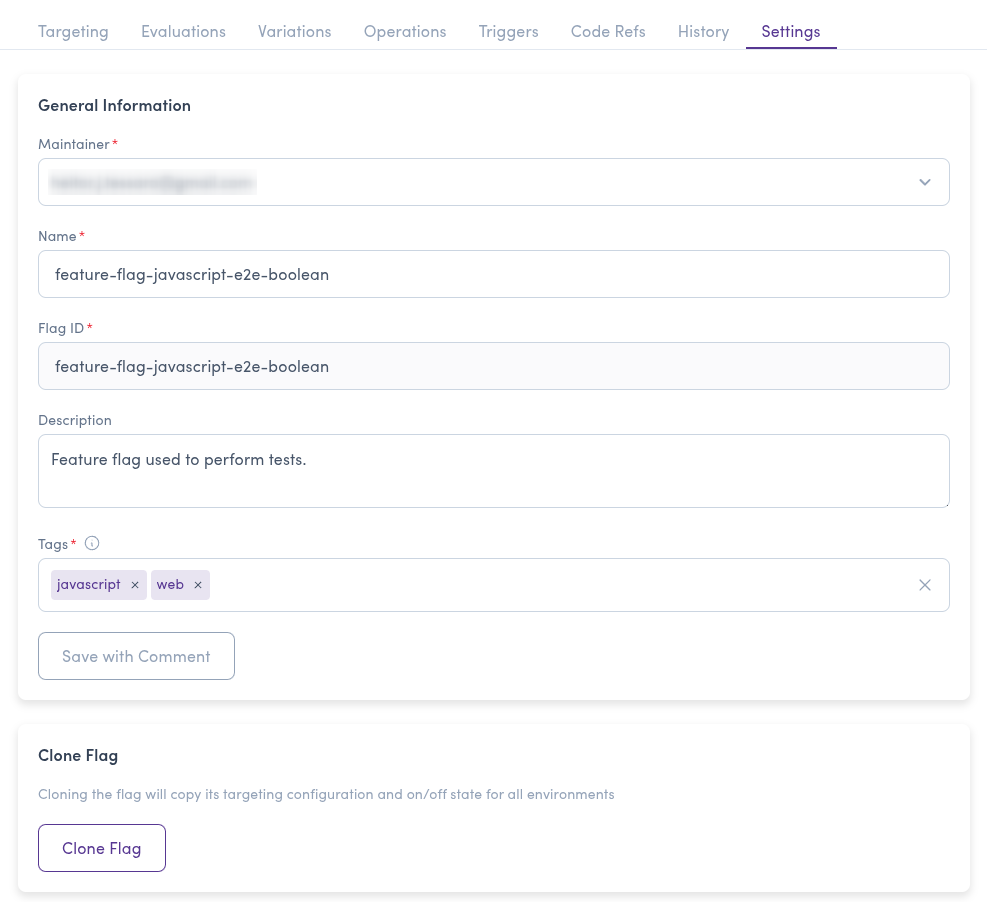 Targeting Evaluations Variations Operations Triggers Code Refs History Settings
General Information
Maintainer*
Name*
feature-flag-javascript-e2e-boolean
Flag ID*
feature-flag-javascript-e2e-boolean
Description
Feature flag used to perform tests.
Tags*
javascript × web ×
Save with Comment
Clone Flag
Cloning the flag will copy its targeting configuration and on/off state for all environments
Clone Flag